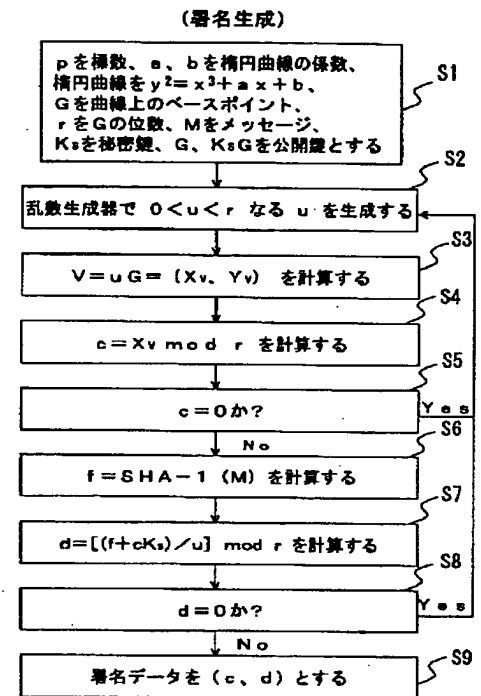 (署名生成)
pを標数、a、bを楕円曲線の係数、
楕円曲線をy²=x³+ax+b、
Gを曲線上のベースポイント、
rをGの位数、Mをメッセージ、
Ksを秘密鍵、G、KsGを公開鍵とする
S1
S2
乱数生成器で 0<u<r なる u を生成する
S3
V=uG=(Xv、Yv) を計算する
S4
c=Xv mod r を計算する
S5
c=0か?
Yes
No
S6
f=SHA-1(M)を計算する
S7
d=[(f+cKs)/u] mod r を計算する
S8
d=0か?
Yes
No
S9
署名データを(c、d)とする